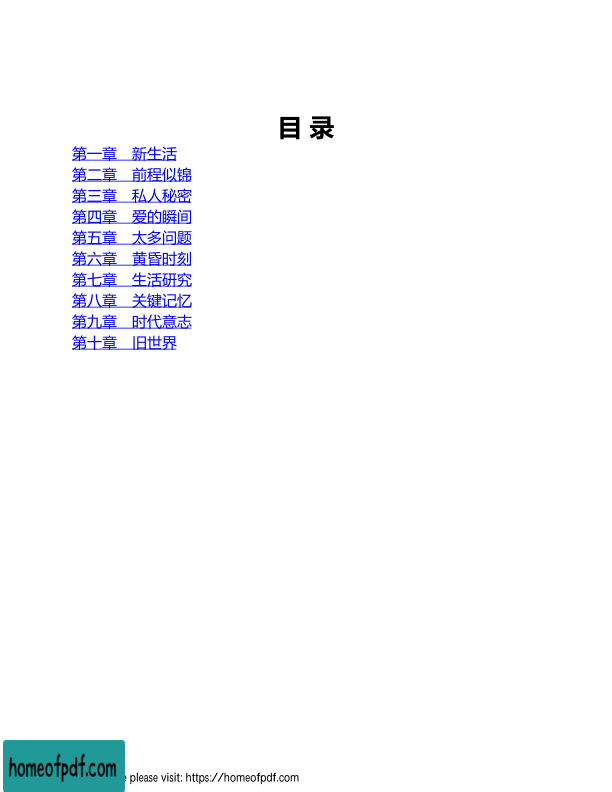 目 录
第一章　新生活
第二章　前程似锦
第三章　私人秘密
第四章　爱的瞬间
第五章　太多问题
第六章　黄昏时刻
第七章　生活研究
第八章　关键记忆
第九章　时代意志
第十章　旧世界
homeofpdf.com
please visit: https://homeofpdf.com